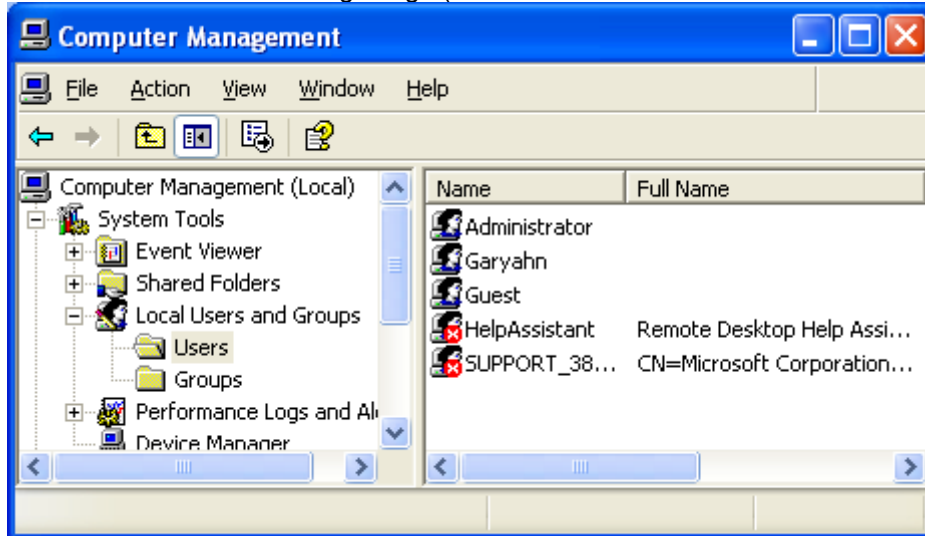 Computer Management
File Action View Window Help
Computer Management (Local)
System Tools
Event Viewer
Shared Folders
Local Users and Groups
Users
Groups
Performance Logs and Al
Device Manager
Name Full Name
Administrator
Garyahn
Guest
HelpAssistant Remote Desktop Help Assi...
SUPPORT_38... CN=Microsoft Corporation...